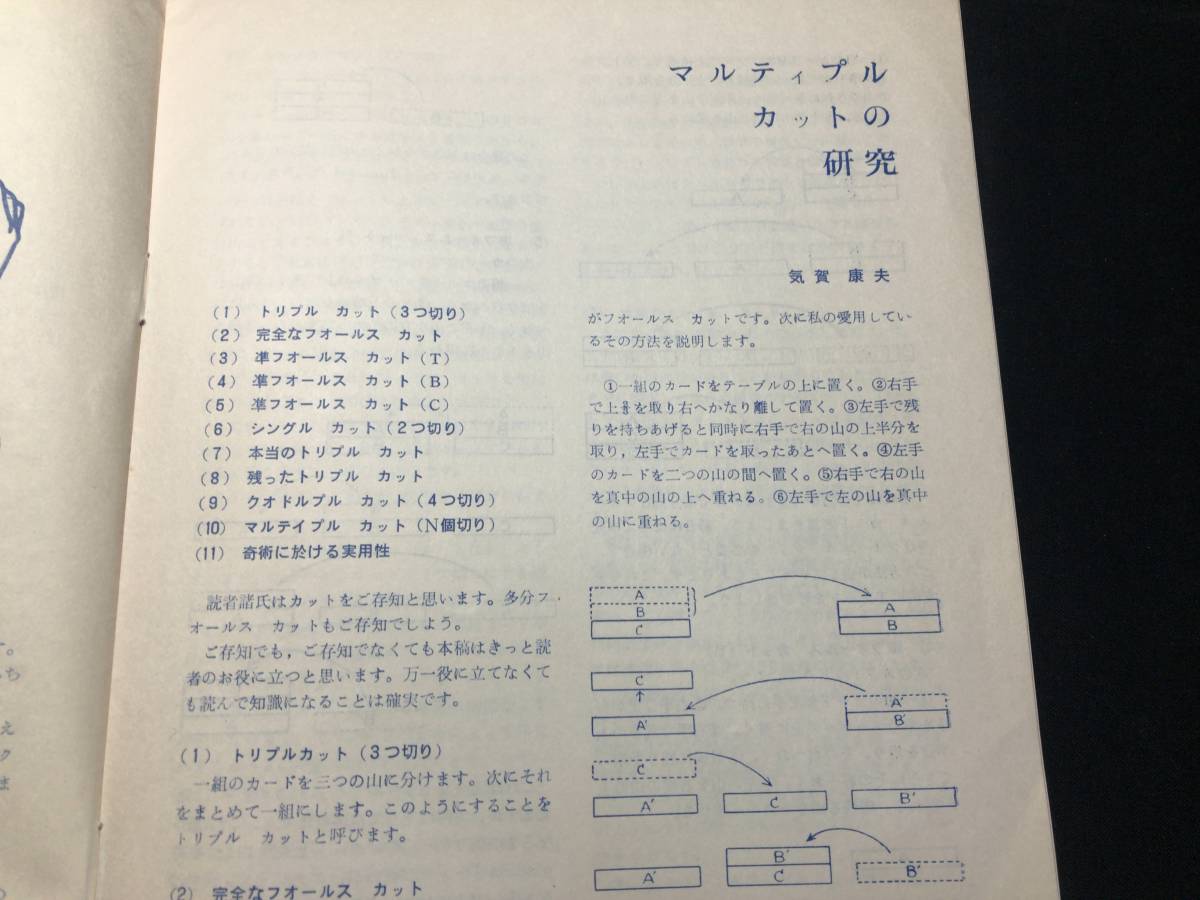 マルティプル
カットの
研究
気賀 康夫
(1) トリプル カット(3つ切り)
(2) 完全なフオールス カット
(3) 準フオールス カット(T)
(4) 準フオールス カット(B)
(5) 準フオールス カット(C)
(6) シングル カット(2つ切り)
(7) 本当のトリプル カット
(8) 残ったトリプル カット
(9) クオドルプル カット(4つ切り)
(10) マルテイプル カット(N個切り)
(11) 奇術に於ける実用性
読者諸氏はカットをご存知と思います。多分フ
オールス カットもご存知でしよう。
ご存知でも，ご存知でなくても本稿はきっと読
者のお役に立つと思います。万一役に立てなくて
も読んで知識になることは確実です。
(1) トリプルカット(3つ切り)
一組のカードを三つの山に分けます。次にそれ
をまとめて一組にします。このようにすることを
トリプル カットと呼びます。
(2) 完全なフオールス カット
がフオールス カットです。次に私の愛用してい
るその方法を説明します。
①一組のカードをテーブルの上に置く。②右手
で上⅔を取り右へかなり離して置く。③左手で残
りを持ちあげると同時に右手で右の山の上半分を
取り，左手でカードを取ったあとへ置く。④左手
のカードを二つの山の間へ置く。⑤右手で右の山
を真中の山の上へ重ねる。⑥左手で左の山を真中
の山に重ねる。
A
B
C
A
B
C
A'
A'
B'
C
A'
C
B'
A'
B'
C
B'